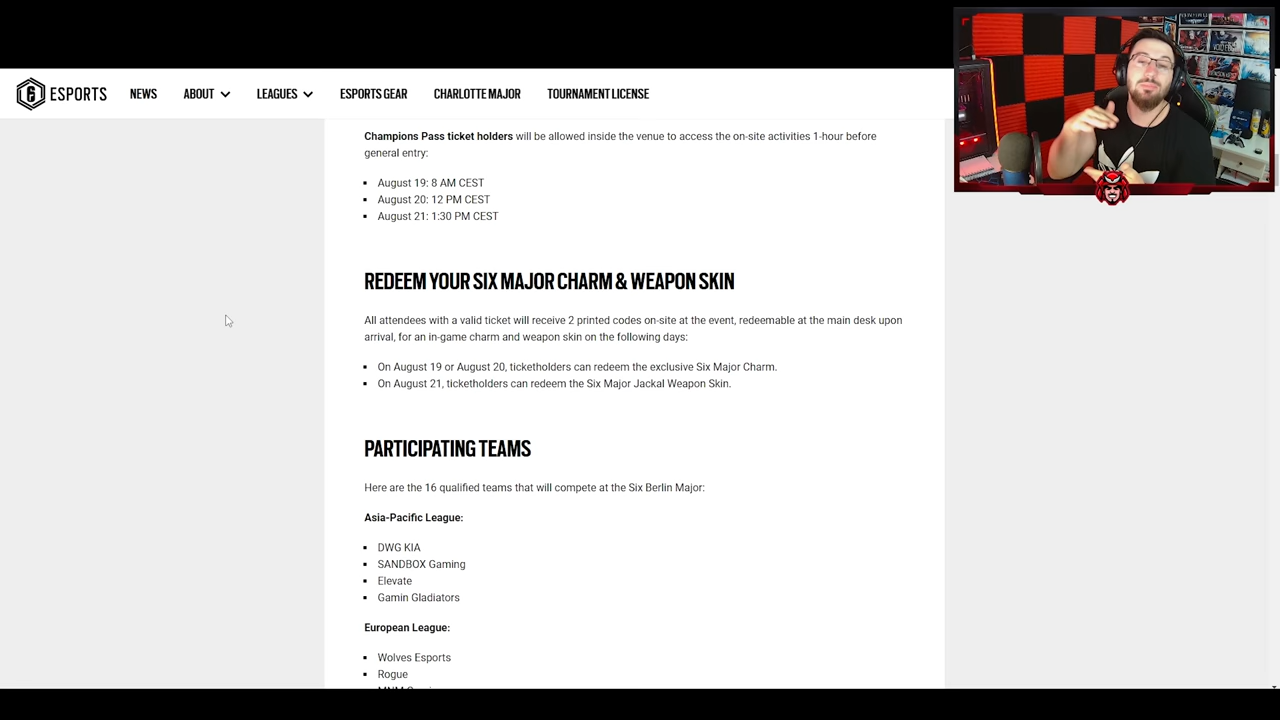 ESPORTS
NEWS
ABOUT
LEAGUES
ESPORTS GEAR
CHARLOTTE MAJOR
TOURNAMENT LICENSE
Champions Pass ticket holders will be allowed inside the venue to access the on-site activities 1-hour before
general entry:
August 19: 8 AM CEST
August 20: 12 PM CEST
August 21: 1:30 PM CEST
REDEEM YOUR SIX MAJOR CHARM & WEAPON SKIN
All attendees with a valid ticket will receive 2 printed codes on-site at the event, redeemable at the main desk upon
arrival, for an in-game charm and weapon skin on the following days:
On August 19 or August 20, ticketholders can redeem the exclusive Six Major Charm.
On August 21, ticketholders can redeem the Six Major Jackal Weapon Skin.
PARTICIPATING TEAMS
Here are the 16 qualified teams that will compete at the Six Berlin Major:
Asia-Pacific League:
DWG KIA
SANDBOX Gaming
Elevate
Gamin Gladiators
European League:
Wolves Esports
Rogue